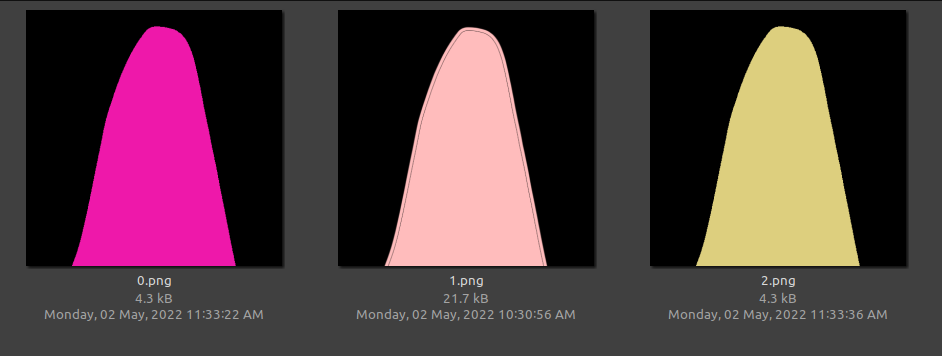 0.png
4.3 kB
Monday, 02 May, 2022 11:33:22 AM
1.png
21.7 kB
Monday, 02 May, 2022 10:30:56 AM
2.png
4.3 kB
Monday, 02 May, 2022 11:33:36 AM